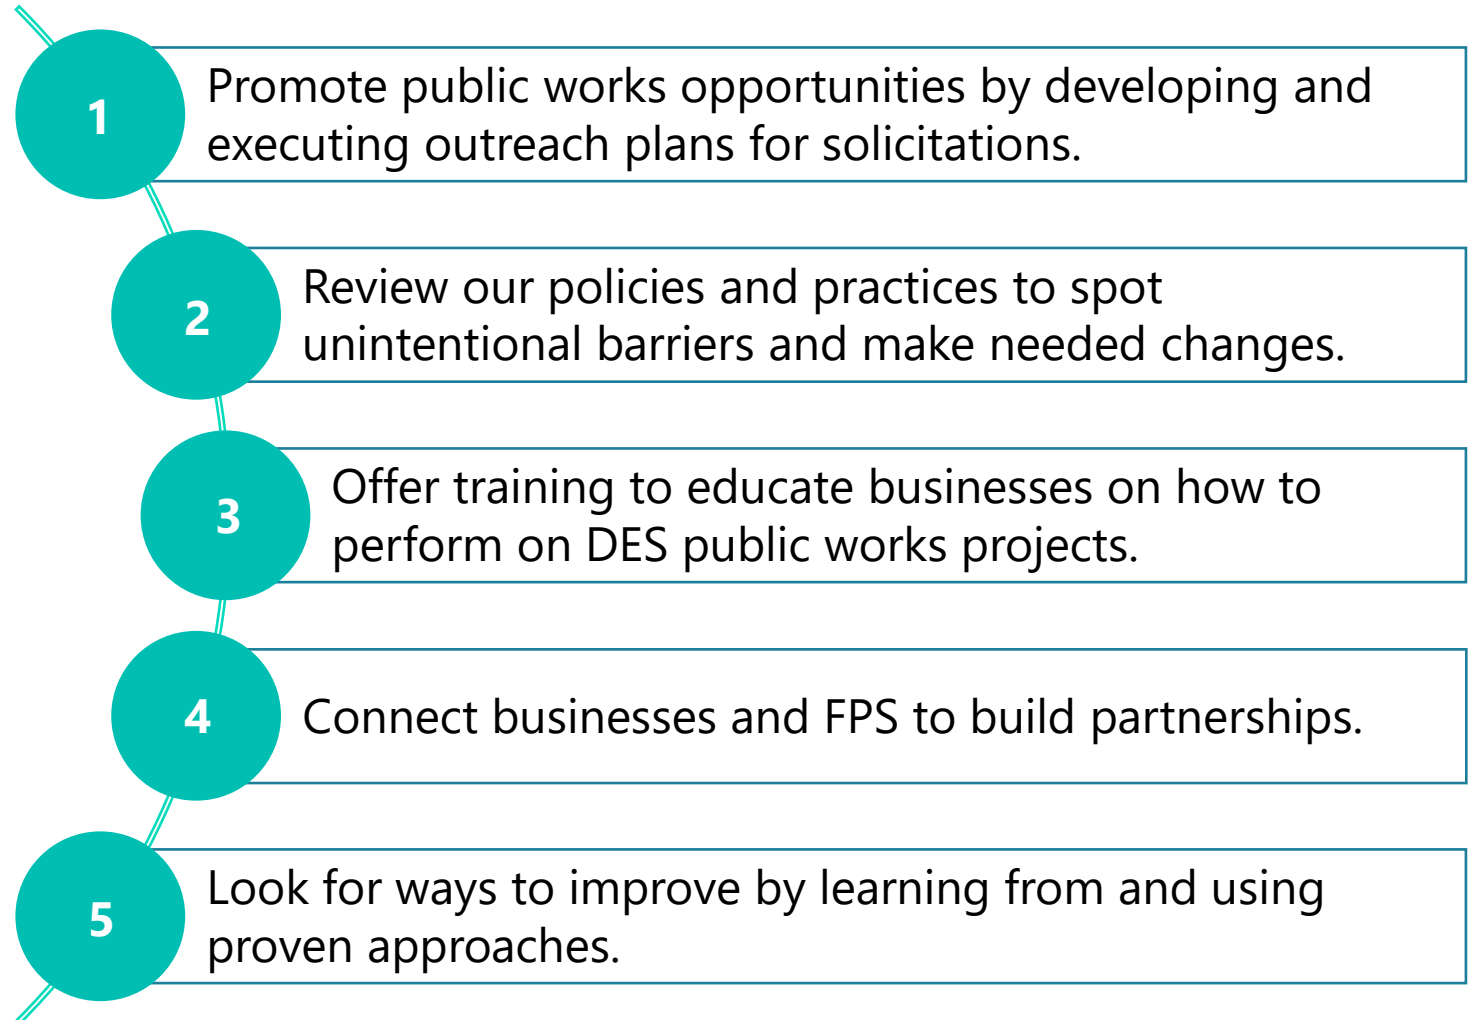 1
Promote public works opportunities by developing and
executing outreach plans for solicitations.
2
Review our policies and practices to spot
unintentional barriers and make needed changes.
3
Offer training to educate businesses on how to
perform on DES public works projects.
4
Connect businesses and FPS to build partnerships.
5
Look for ways to improve by learning from and using
proven approaches.